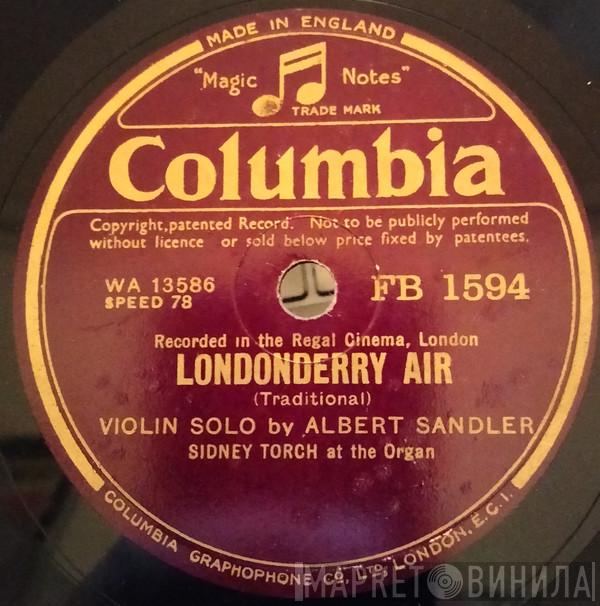 MADE IN ENGLAND
"Magic Notes"
TRADE MARK
Columbia
Copyright, patented Record. Not to be publicly performed
without licence or sold below price fixed by patentees.
WA 13586
SPEED 78
FB 1594
Recorded in the Regal Cinema, London
LONDONDERRY AIR
(Traditional)
VIOLIN SOLO by ALBERT SANDLER
SIDNEY TORCH at the Organ
COLUMBIA GRAPHOPHONE CO., LTD., LONDON, E.C.1.
МАРКЕТ ВИНИЛА